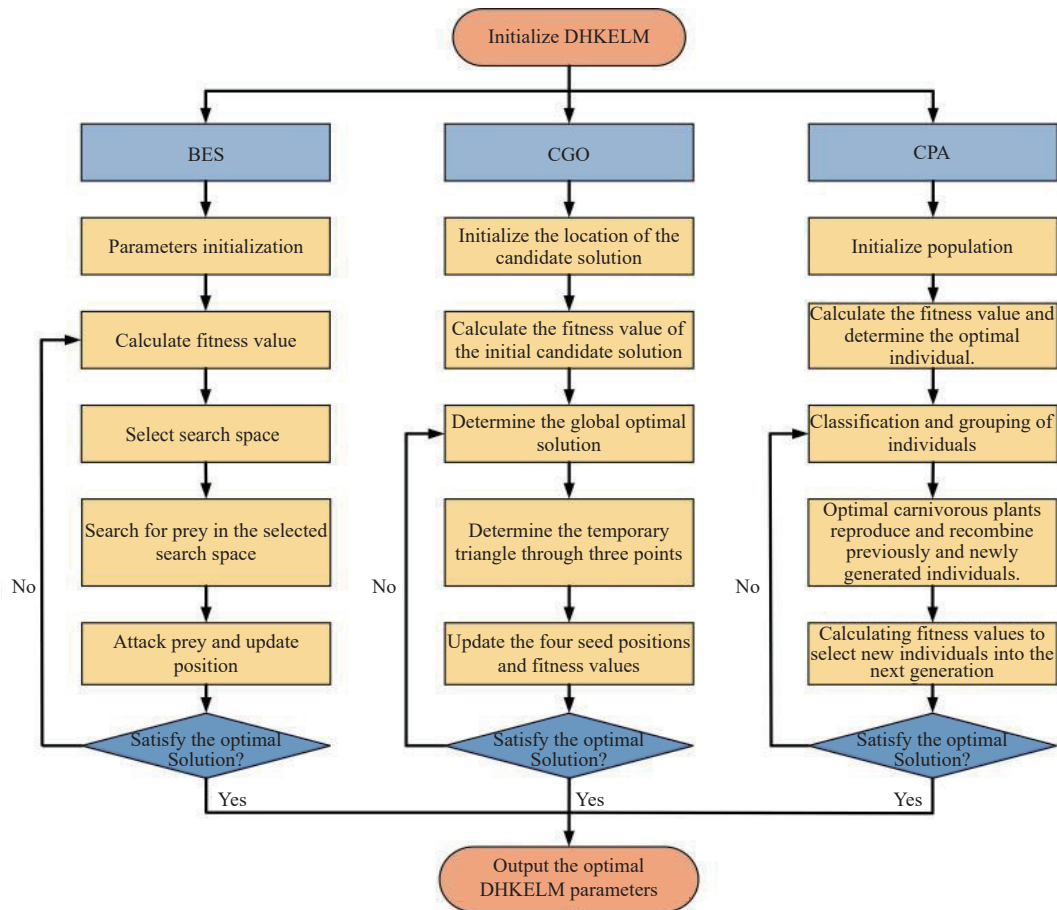 Initialize DHKELM
BES
CGO
CPA
Parameters initialization
Initialize the location of the
candidate solution
Initialize population
Calculate fitness value
Calculate the fitness value of
the initial candidate solution
Calculate the fitness value and
determine the optimal
individual.
Select search space
Determine the global optimal
solution
Classification and grouping of
individuals
Search for prey in the selected
search space
Determine the temporary
triangle through three points
Optimal carnivorous plants
reproduce and recombine
previously and newly
generated individuals.
No
No
No
Attack prey and update
position
Update the four seed positions
and fitness values
Calculating fitness values to
select new individuals into the
next generation
Satisfy the optimal
Solution?
Satisfy the optimal
Solution?
Satisfy the optimal
Solution?
Yes
Yes
Yes
Output the optimal
DHKELM parameters